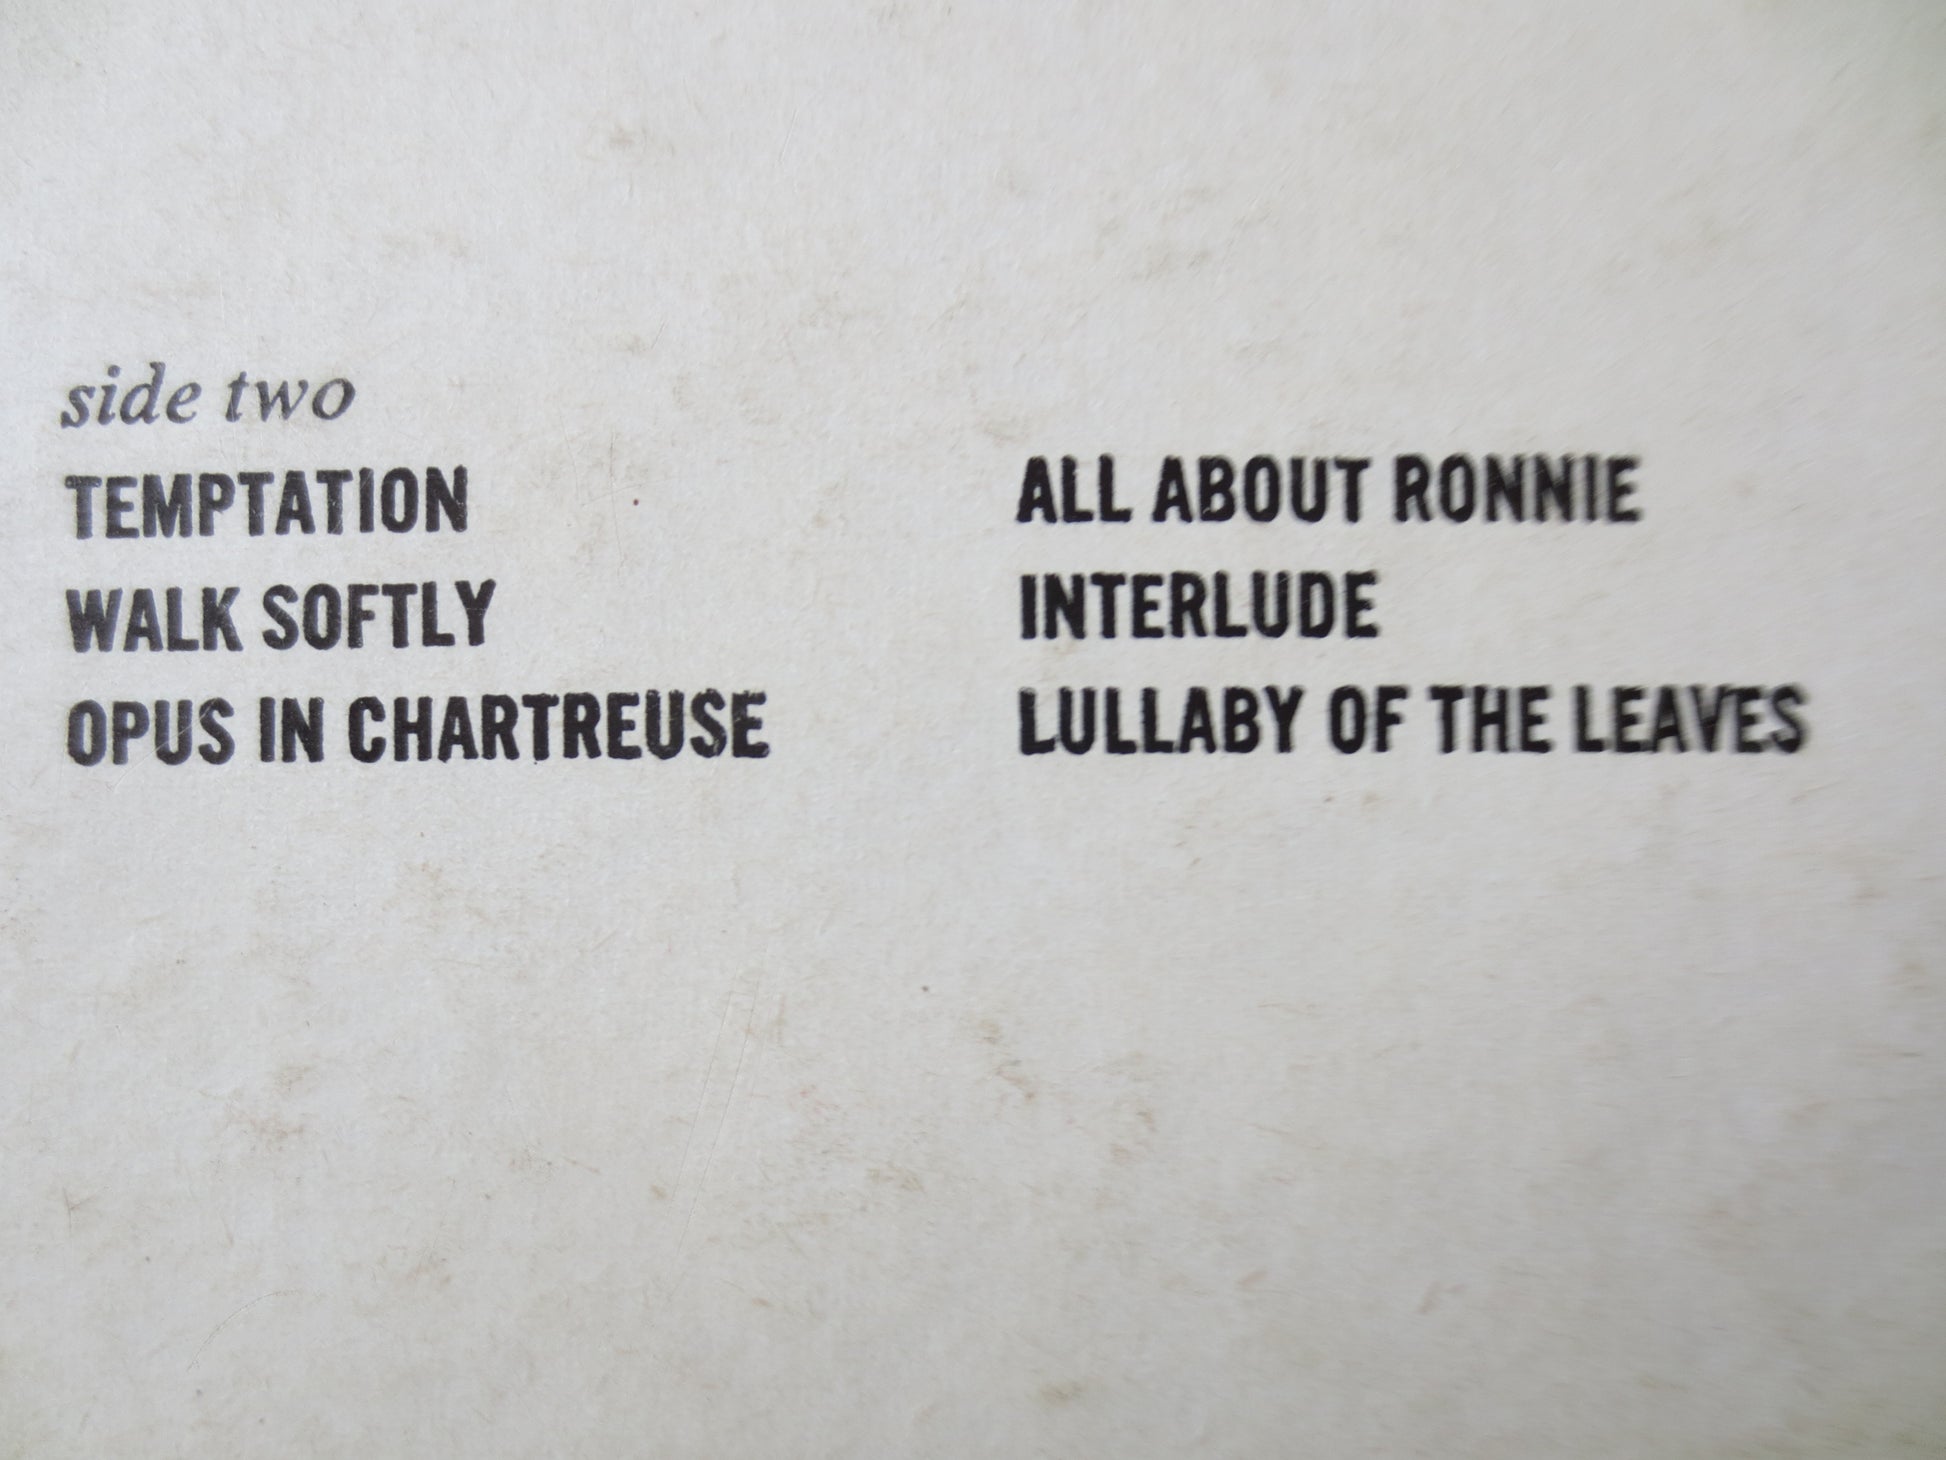 side two
TEMPTATION
WALK SOFTLY
OPUS IN CHARTREUSE
ALL ABOUT RONNIE
INTERLUDE
LULLABY OF THE LEAVES